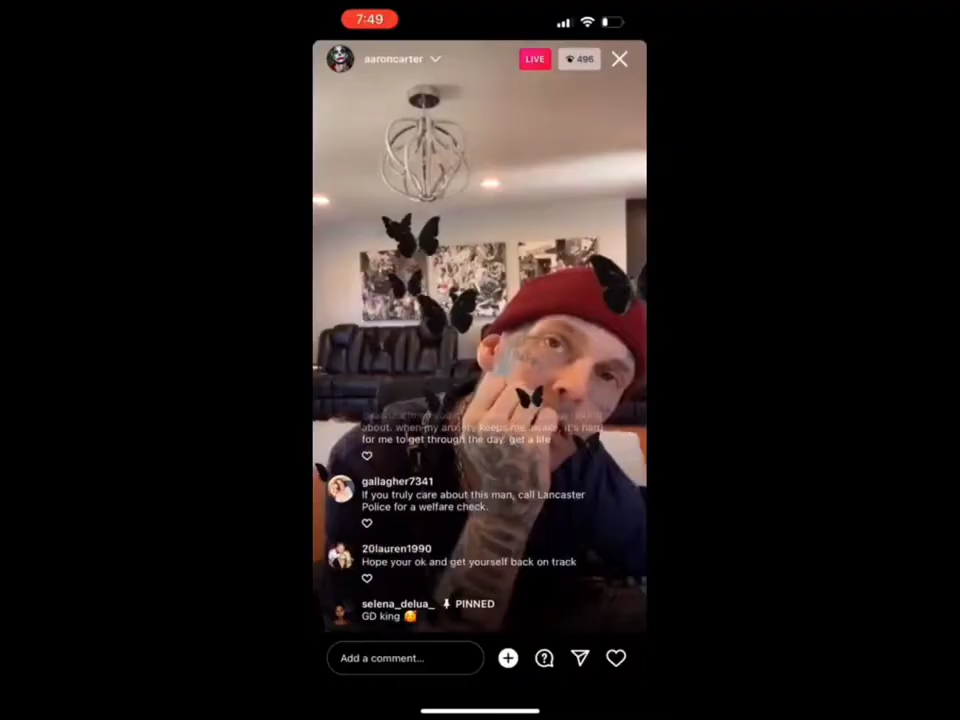 7:49
aaroncarter
LIVE
496
about. when my anxiety keeps me awake, it's hard
for me to get through the day. get a life
gallagher7341
If you truly care about this man, call Lancaster
Police for a welfare check.
20lauren1990
Hope your ok and get yourself back on track
selena_delua_ PINNED
GD king 🥰
Add a comment...